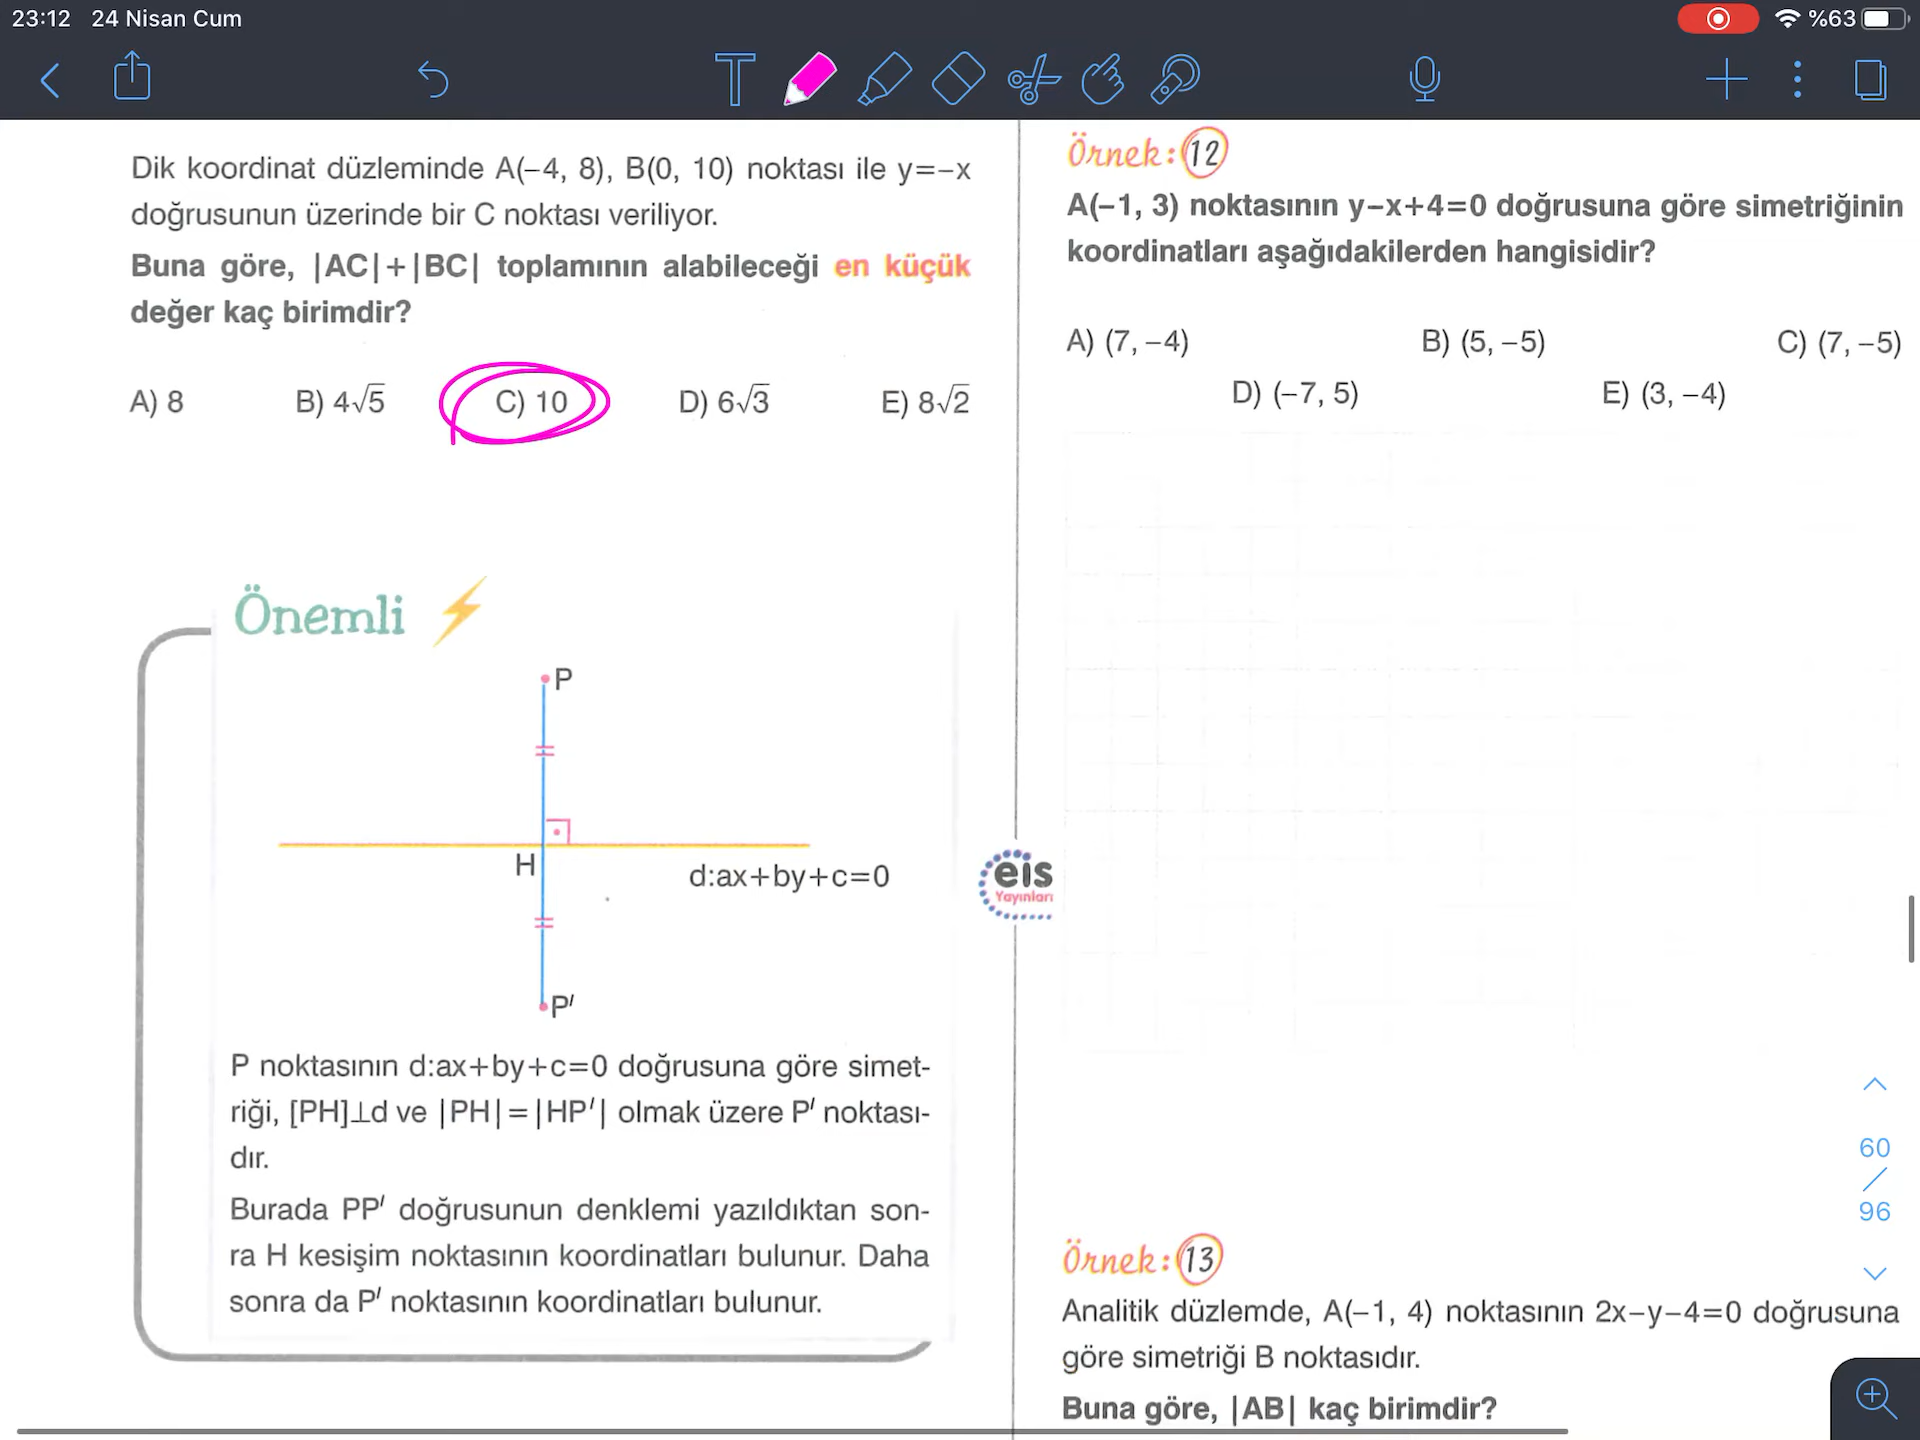 23:12 24 Nisan Cum
%63
Dik koordinat düzleminde A(−4, 8), B(0, 10) noktası ile y=−x
doğrusunun üzerinde bir C noktası veriliyor.
Buna göre, |AC|+|BC| toplamının alabileceği en küçük
değer kaç birimdir?
A) 8 B) 4√5 C) 10 D) 6√3 E) 8√2
Önemli
P
H
d:ax+by+c=0
P′
P noktasının d:ax+by+c=0 doğrusuna göre simet-
riği, [PH]⊥d ve |PH|=|HP′| olmak üzere P′ noktası-
dır.
Burada PP′ doğrusunun denklemi yazıldıktan son-
ra H kesişim noktasının koordinatları bulunur. Daha
sonra da P′ noktasının koordinatları bulunur.
eis
Yayınları
Örnek: 12
A(−1, 3) noktasının y−x+4=0 doğrusuna göre simetriğinin
koordinatları aşağıdakilerden hangisidir?
A) (7, −4) B) (5, −5) C) (7, −5)
D) (−7, 5) E) (3, −4)
60
/
96
Örnek: 13
Analitik düzlemde, A(−1, 4) noktasının 2x−y−4=0 doğrusuna
göre simetriği B noktasıdır.
Buna göre, |AB| kaç birimdir?